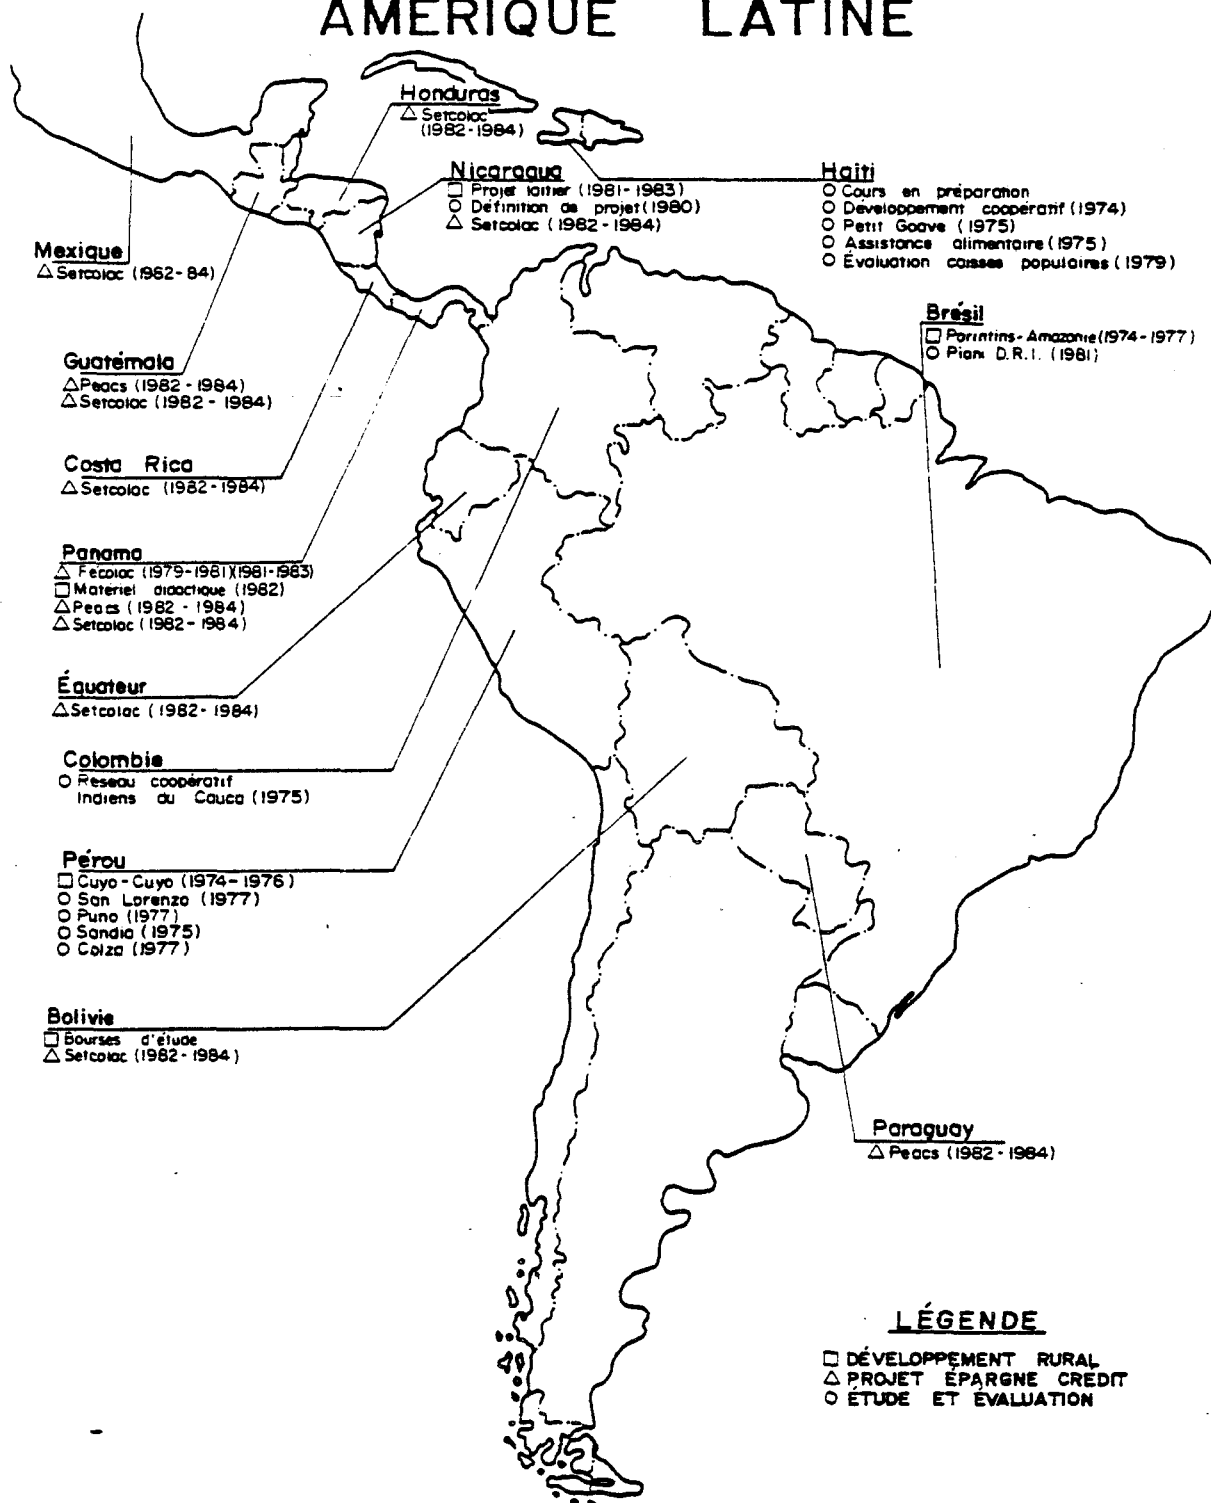 AMERIQUE LATINE
Honduras
△ Setcolac
(1982-1984)
Nicaragua
□ Projet laitier (1981-1983)
○ Définition de projet (1980)
△ Setcolac (1982-1984)
Haïti
○ Cours en préparation
○ Développement coopératif (1974)
○ Petit Goave (1975)
○ Assistance alimentaire (1975)
○ Évaluation caisses populaires (1979)
Mexique
△ Setcolac (1962-84)
Brésil
□ Parintins-Amazonie (1974-1977)
○ Plan D.R.I. (1981)
Guatémala
△ Peacs (1982-1984)
△ Setcolac (1982-1984)
Costa Rica
△ Setcolac (1982-1984)
Panama
△ Fecolac (1979-1981)(1981-1983)
□ Matériel didactique (1982)
△ Peacs (1982-1984)
△ Setcolac (1982-1984)
Équateur
△ Setcolac (1982-1984)
Colombie
○ Réseau coopératif
Indiens du Cauca (1975)
Pérou
□ Cuyo-Cuyo (1974-1976)
○ San Lorenzo (1977)
○ Puno (1977)
○ Sandia (1975)
○ Colza (1977)
Bolivie
□ Bourses d'étude
△ Setcolac (1982-1984)
Paraguay
△ Peacs (1982-1984)
LÉGENDE
□ DÉVELOPPEMENT RURAL
△ PROJET ÉPARGNE CREDIT
○ ÉTUDE ET ÉVALUATION